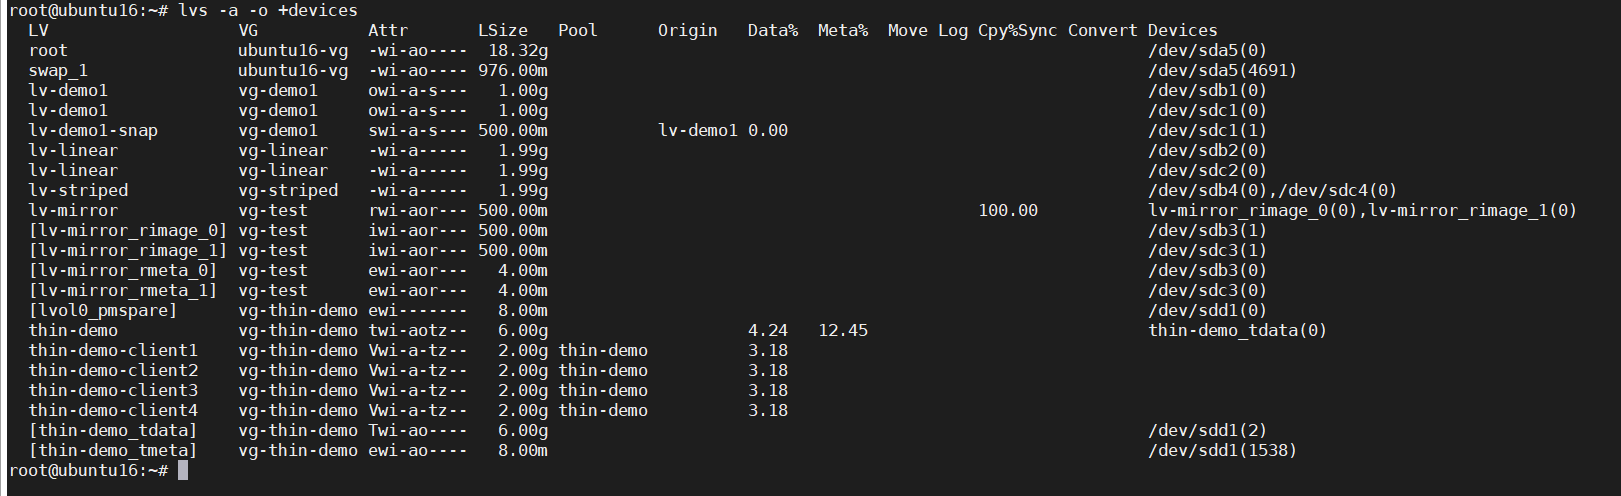 root@ubuntu16:~# lvs -a -o +devices
  LV                   VG           Attr       LSize   Pool      Origin   Data%  Meta%  Move Log Cpy%Sync Convert Devices
  root                 ubuntu16-vg  -wi-ao----  18.32g                                                            /dev/sda5(0)
  swap_1               ubuntu16-vg  -wi-ao---- 976.00m                                                            /dev/sda5(4691)
  lv-demo1             vg-demo1     owi-a-s---   1.00g                                                            /dev/sdb1(0)
  lv-demo1             vg-demo1     owi-a-s---   1.00g                                                            /dev/sdc1(0)
  lv-demo1-snap        vg-demo1     swi-a-s--- 500.00m           lv-demo1 0.00                                    /dev/sdc1(1)
  lv-linear            vg-linear    -wi-a-----   1.99g                                                            /dev/sdb2(0)
  lv-linear            vg-linear    -wi-a-----   1.99g                                                            /dev/sdc2(0)
  lv-striped           vg-striped   -wi-a-----   1.99g                                                            /dev/sdb4(0),/dev/sdc4(0)
  lv-mirror            vg-test      rwi-aor--- 500.00m                                           100.00           lv-mirror_rimage_0(0),lv-mirror_rimage_1(0)
  [lv-mirror_rimage_0] vg-test      iwi-aor--- 500.00m                                                            /dev/sdb3(1)
  [lv-mirror_rimage_1] vg-test      iwi-aor--- 500.00m                                                            /dev/sdc3(1)
  [lv-mirror_rmeta_0]  vg-test      ewi-aor---   4.00m                                                            /dev/sdb3(0)
  [lv-mirror_rmeta_1]  vg-test      ewi-aor---   4.00m                                                            /dev/sdc3(0)
  [lvol0_pmspare]      vg-thin-demo ewi-------   8.00m                                                            /dev/sdd1(0)
  thin-demo            vg-thin-demo twi-aotz--   6.00g                    4.24   12.45                            thin-demo_tdata(0)
  thin-demo-client1    vg-thin-demo Vwi-a-tz--   2.00g thin-demo          3.18
  thin-demo-client2    vg-thin-demo Vwi-a-tz--   2.00g thin-demo          3.18
  thin-demo-client3    vg-thin-demo Vwi-a-tz--   2.00g thin-demo          3.18
  thin-demo-client4    vg-thin-demo Vwi-a-tz--   2.00g thin-demo          3.18
  [thin-demo_tdata]    vg-thin-demo Twi-ao----   6.00g                                                            /dev/sdd1(2)
  [thin-demo_tmeta]    vg-thin-demo ewi-ao----   8.00m                                                            /dev/sdd1(1538)
root@ubuntu16:~#